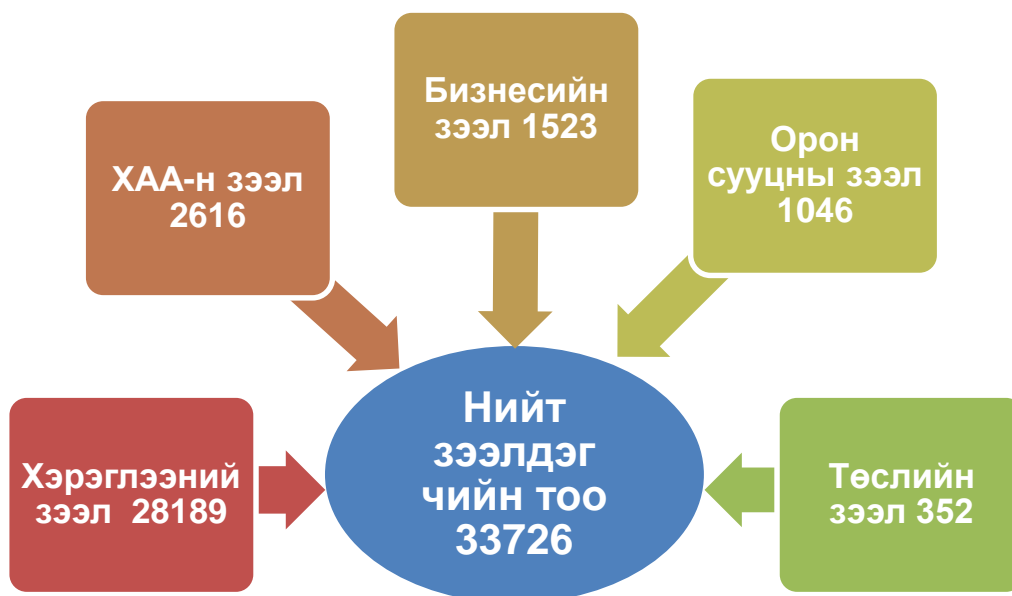 Бизнесийн
зээл 1523
ХАА-н зээл
2616
Орон
сууцны зээл
1046
Хэрэглээний
зээл 28189
Нийт
зээлдэг
чийн тоо
33726
Төслийн
зээл 352